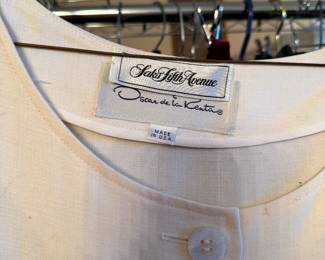 Saks Fifth Avenue
Oscar de la Renta
MADE
IN U.S.A.